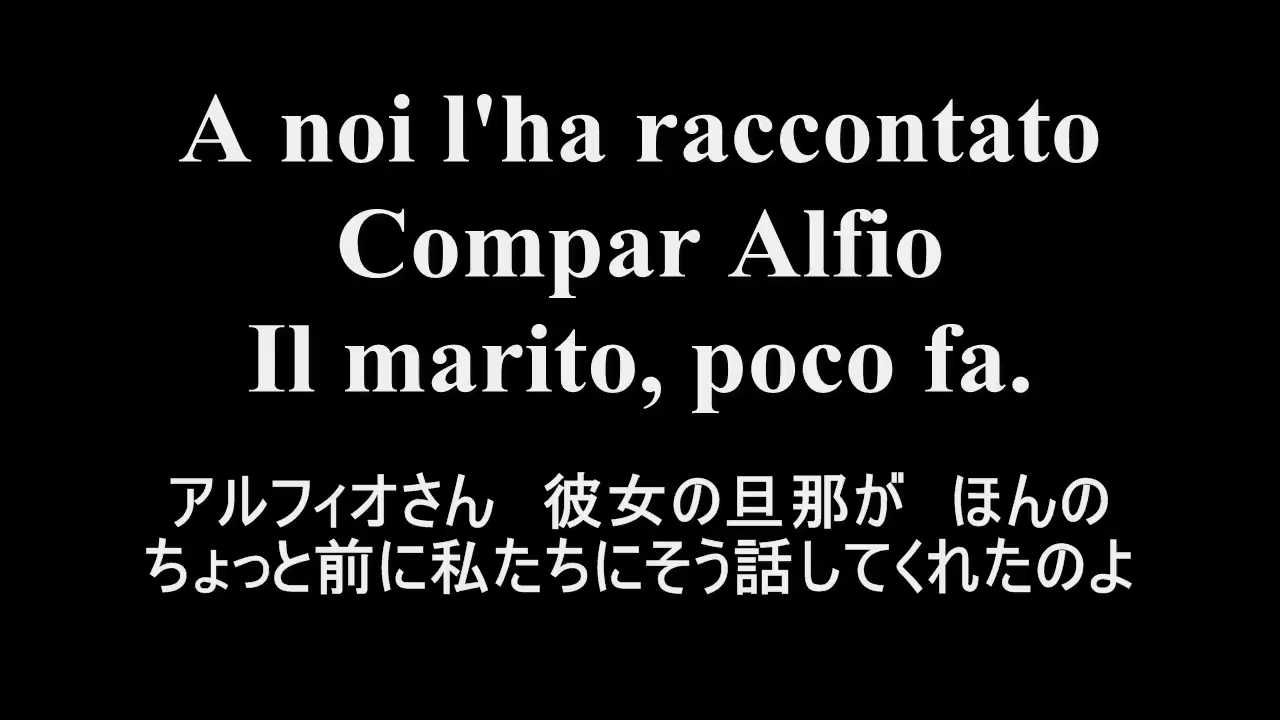 A noi l'ha raccontato
Compar Alfio
Il marito, poco fa.
アルフィオさん　彼女の旦那が　ほんの
ちょっと前に私たちにそう話してくれたのよ